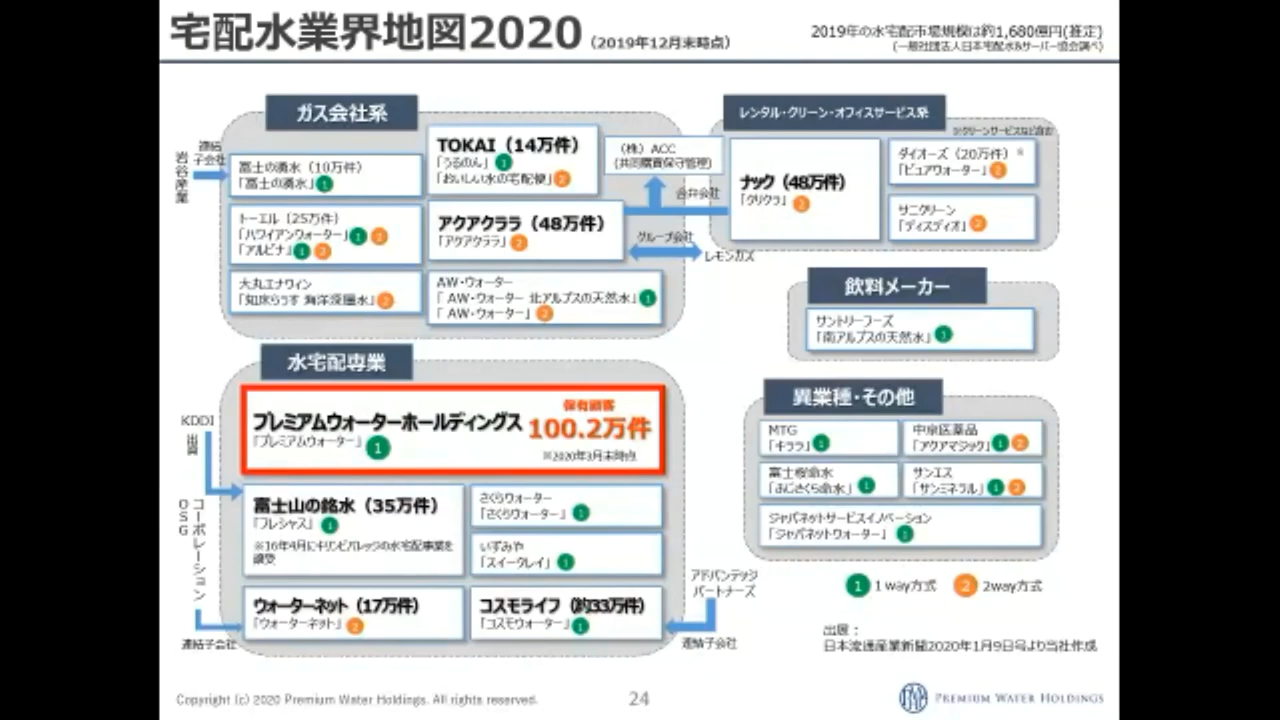 宅配水業界地図2020(2019年12月末時点)
2019年の水宅配市場規模は約1,680億円(推定)
(一般社団法人日本宅配水&サーバー協会調べ)
ガス会社系
岩谷産業
連結
子会社
富士の湧水(10万件)
「富士の湧水」1
トーエル(25万件)
「ハワイアンウォーター」1 2
「アルピナ」1 2
大丸エナウィン
「知床らうす 海洋深層水」2
TOKAI(14万件)
「うるのん」1
「おいしい水の宅配便」2
アクアクララ(48万件)
「アクアクララ」2
AW・ウォーター
「AW・ウォーター 北アルプスの天然水」1
「AW・ウォーター」2
(株)ACC
(共同購買保守管理)
合弁会社
グループ会社
レモンガス
レンタル・クリーン・オフィスサービス系
※クリーンサービスなど含む
ナック(48万件)
「クリクラ」2
ダイオーズ(20万件)※
「ピュアウォーター」2
サニクリーン
「ディスディオ」2
飲料メーカー
サントリーフーズ
「南アルプスの天然水」1
水宅配専業
KDDI
出資
プレミアムウォーターホールディングス
「プレミアムウォーター」1
保有顧客
100.2万件
※2020年3月末時点
富士山の銘水(35万件)
「フレシャス」1
※16年4月にキリンビバレッジの水宅配事業を
譲受
さくらウォーター
「さくらウォーター」1
いずみや
「スイークレイ」1
OSG
コーポレーション
連結子会社
ウォーターネット(17万件)
「ウォーターネット」2
コスモライフ(約33万件)
「コスモウォーター」1
アドバンテッジ
パートナーズ
連結子会社
異業種・その他
MTG
「キララ」1
中京医薬品
「アクアマジック」1 2
富士樹命水
「ふじざくら命水」1
サンエス
「サンミネラル」1 2
ジャパネットサービスイノベーション
「ジャパネットウォーター」1
1 1way方式 2 2way方式
出展:
日本流通産業新聞2020年1月9日号より当社作成
Copyright (c) 2020 Premium Water Holdings. All rights reserved.
24
PREMIUM WATER HOLDINGS